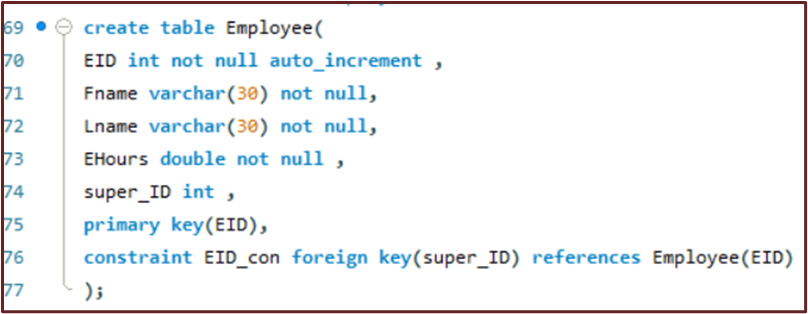 69 create table Employee(
70 EID int not null auto_increment ,
71 Fname varchar(30) not null,
72 Lname varchar(30) not null,
73 EHours double not null ,
74 super_ID int ,
75 primary key(EID),
76 constraint EID_con foreign key(super_ID) references Employee(EID)
77 );